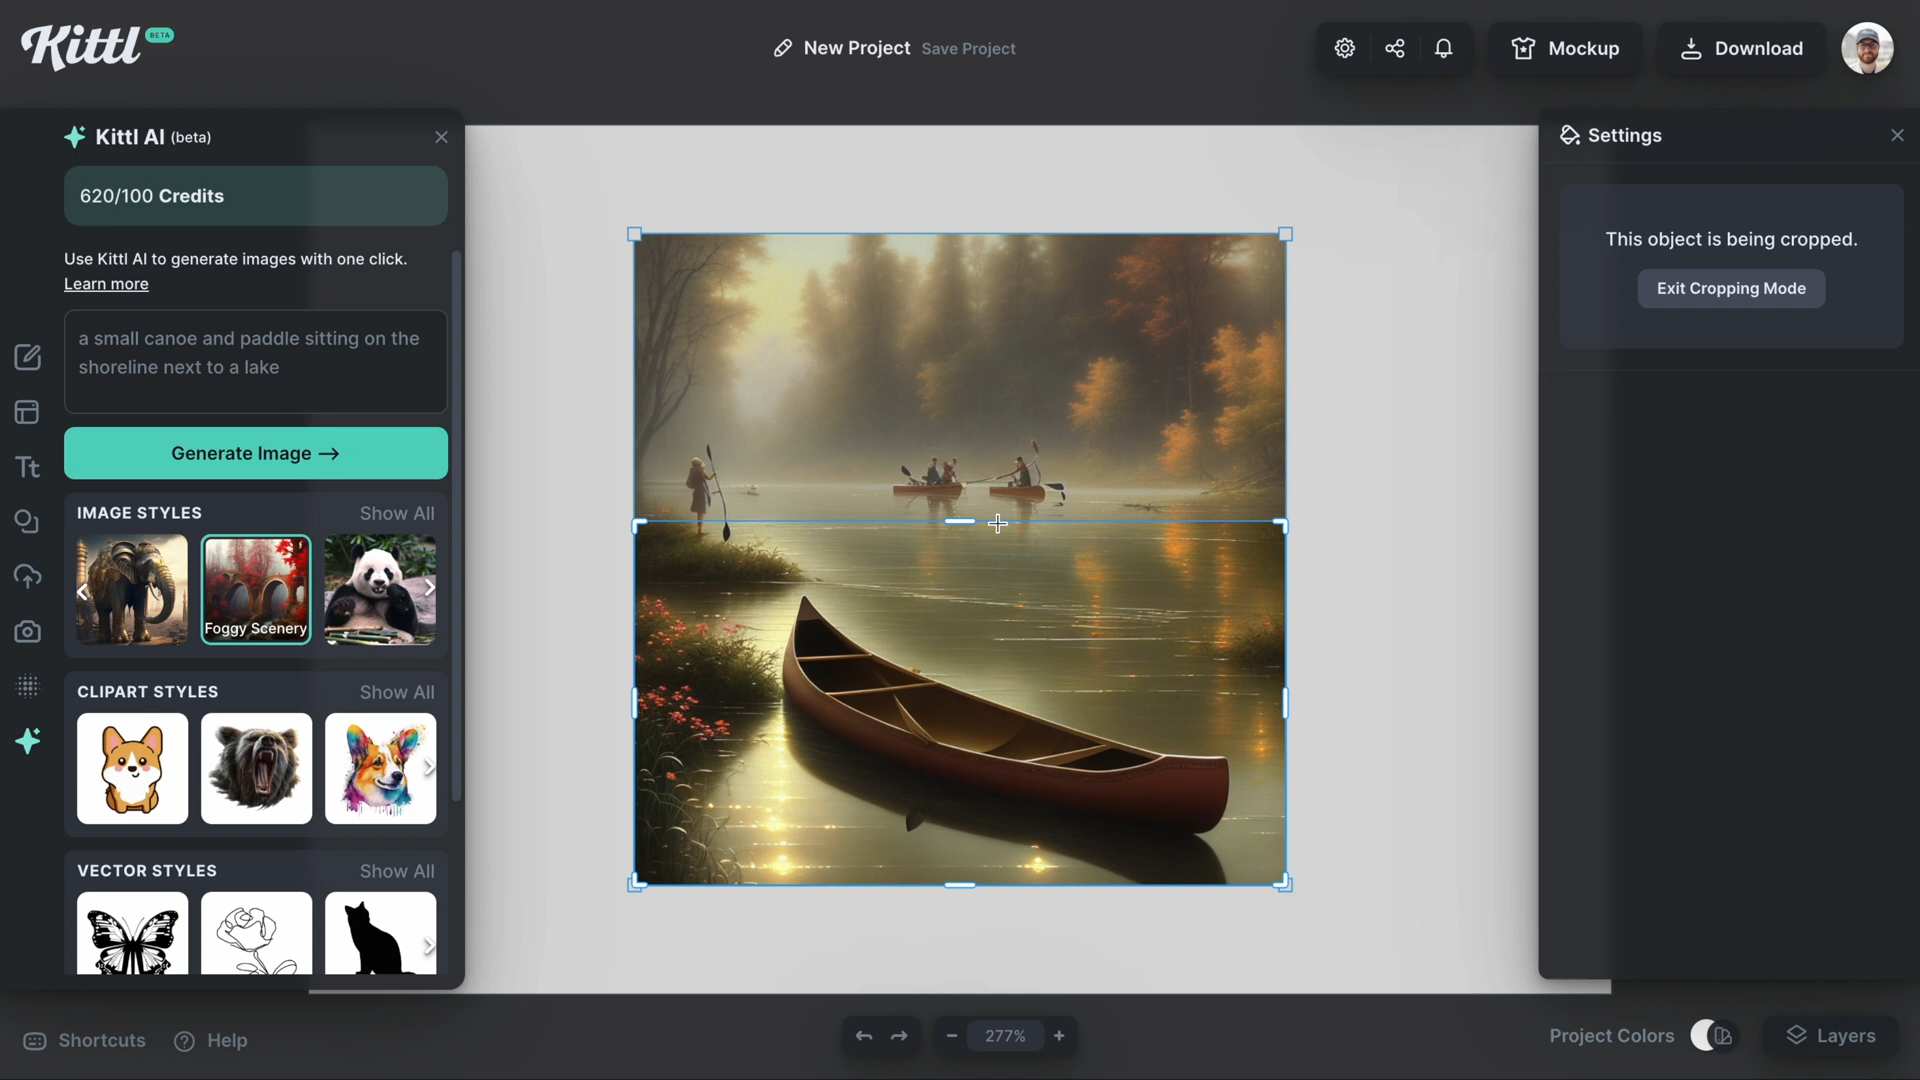 Kittl BETA
New Project Save Project
Mockup
Download
Kittl AI (beta)
620/100 Credits
Use Kittl AI to generate images with one click.
Learn more
a small canoe and paddle sitting on the
shoreline next to a lake
Generate Image →
IMAGE STYLES Show All
Foggy Scenery
CLIPART STYLES Show All
VECTOR STYLES Show All
Settings
This object is being cropped.
Exit Cropping Mode
Tt
Shortcuts
Help
277%
Project Colors
Layers